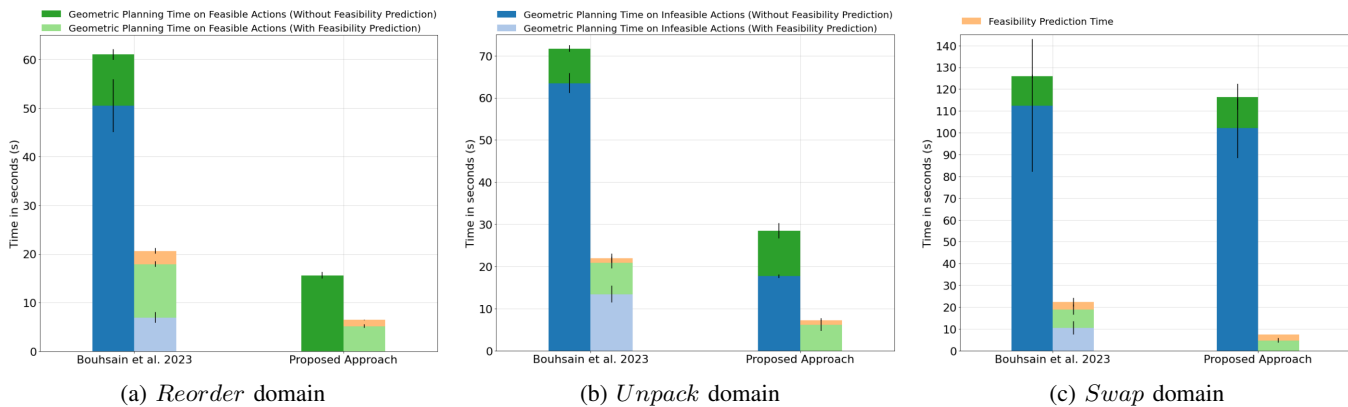 Geometric Planning Time on Feasible Actions (Without Feasibility Prediction)
Geometric Planning Time on Feasible Actions (With Feasibility Prediction)
Time in seconds (s)
60
50
40
30
20
10
0
Bouhsain et al. 2023
Proposed Approach
(a) Reorder domain
Geometric Planning Time on Infeasible Actions (Without Feasibility Prediction)
Geometric Planning Time on Infeasible Actions (With Feasibility Prediction)
Time in seconds (s)
70
60
50
40
30
20
10
0
Bouhsain et al. 2023
Proposed Approach
(b) Unpack domain
Feasibility Prediction Time
Time in seconds (s)
140
130
120
110
100
90
80
70
60
50
40
30
20
10
0
Bouhsain et al. 2023
Proposed Approach
(c) Swap domain